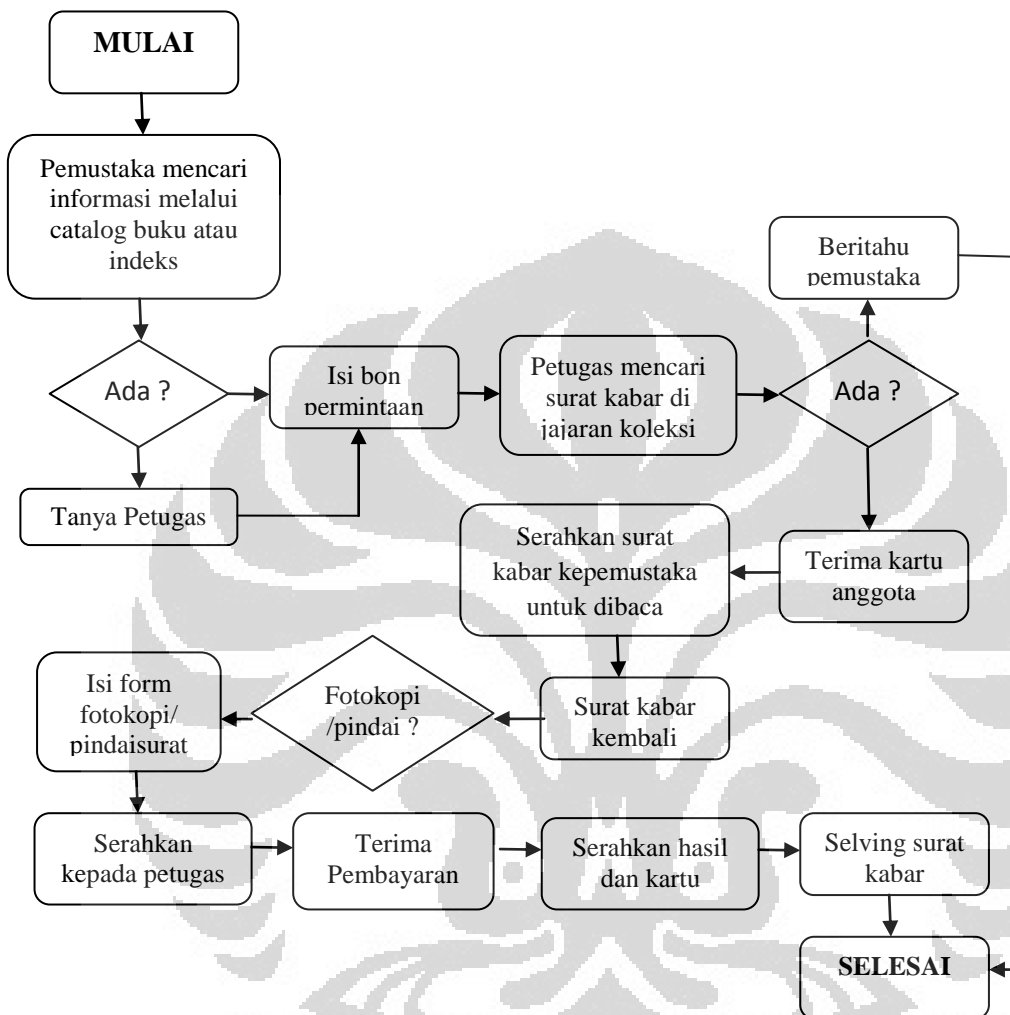 MULAI
Pemustaka mencari
informasi melalui
catalog buku atau
indeks
Ada ?
Tanya Petugas
Isi bon
permintaan
Petugas mencari
surat kabar di
jajaran koleksi
Ada ?
Beritahu
pemustaka
Terima kartu
anggota
Serahkan surat
kabar kepemustaka
untuk dibaca
Surat kabar
kembali
Fotokopi
/pindai ?
Isi form
fotokopi/
pindaisurat
Serahkan
kepada petugas
Terima
Pembayaran
Serahkan hasil
dan kartu
Selving surat
kabar
SELESAI